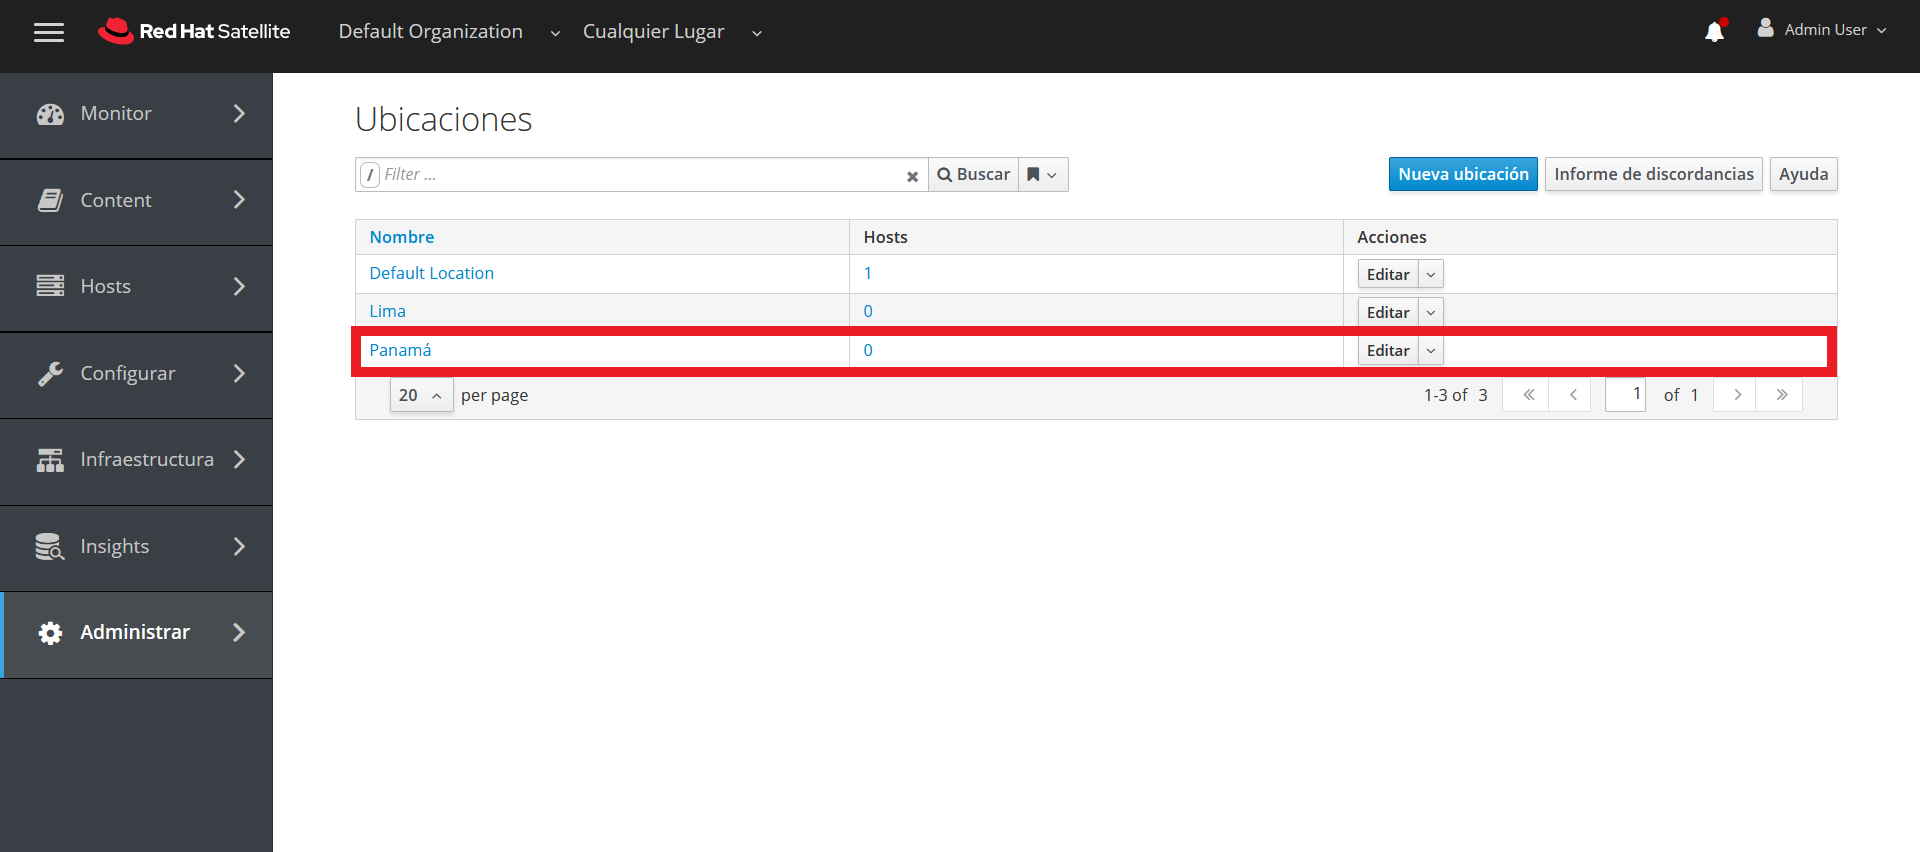 Red Hat Satellite Default Organization Cualquier Lugar Admin User
Monitor
Content
Hosts
Configurar
Infraestructura
Insights
Administrar
Ubicaciones
/ Filter ... Buscar Nueva ubicación Informe de discordancias Ayuda
Nombre Hosts Acciones
Default Location 1 Editar
Lima 0 Editar
Panamá 0 Editar
20 per page 1-3 of 3 « < 1 of 1 > »